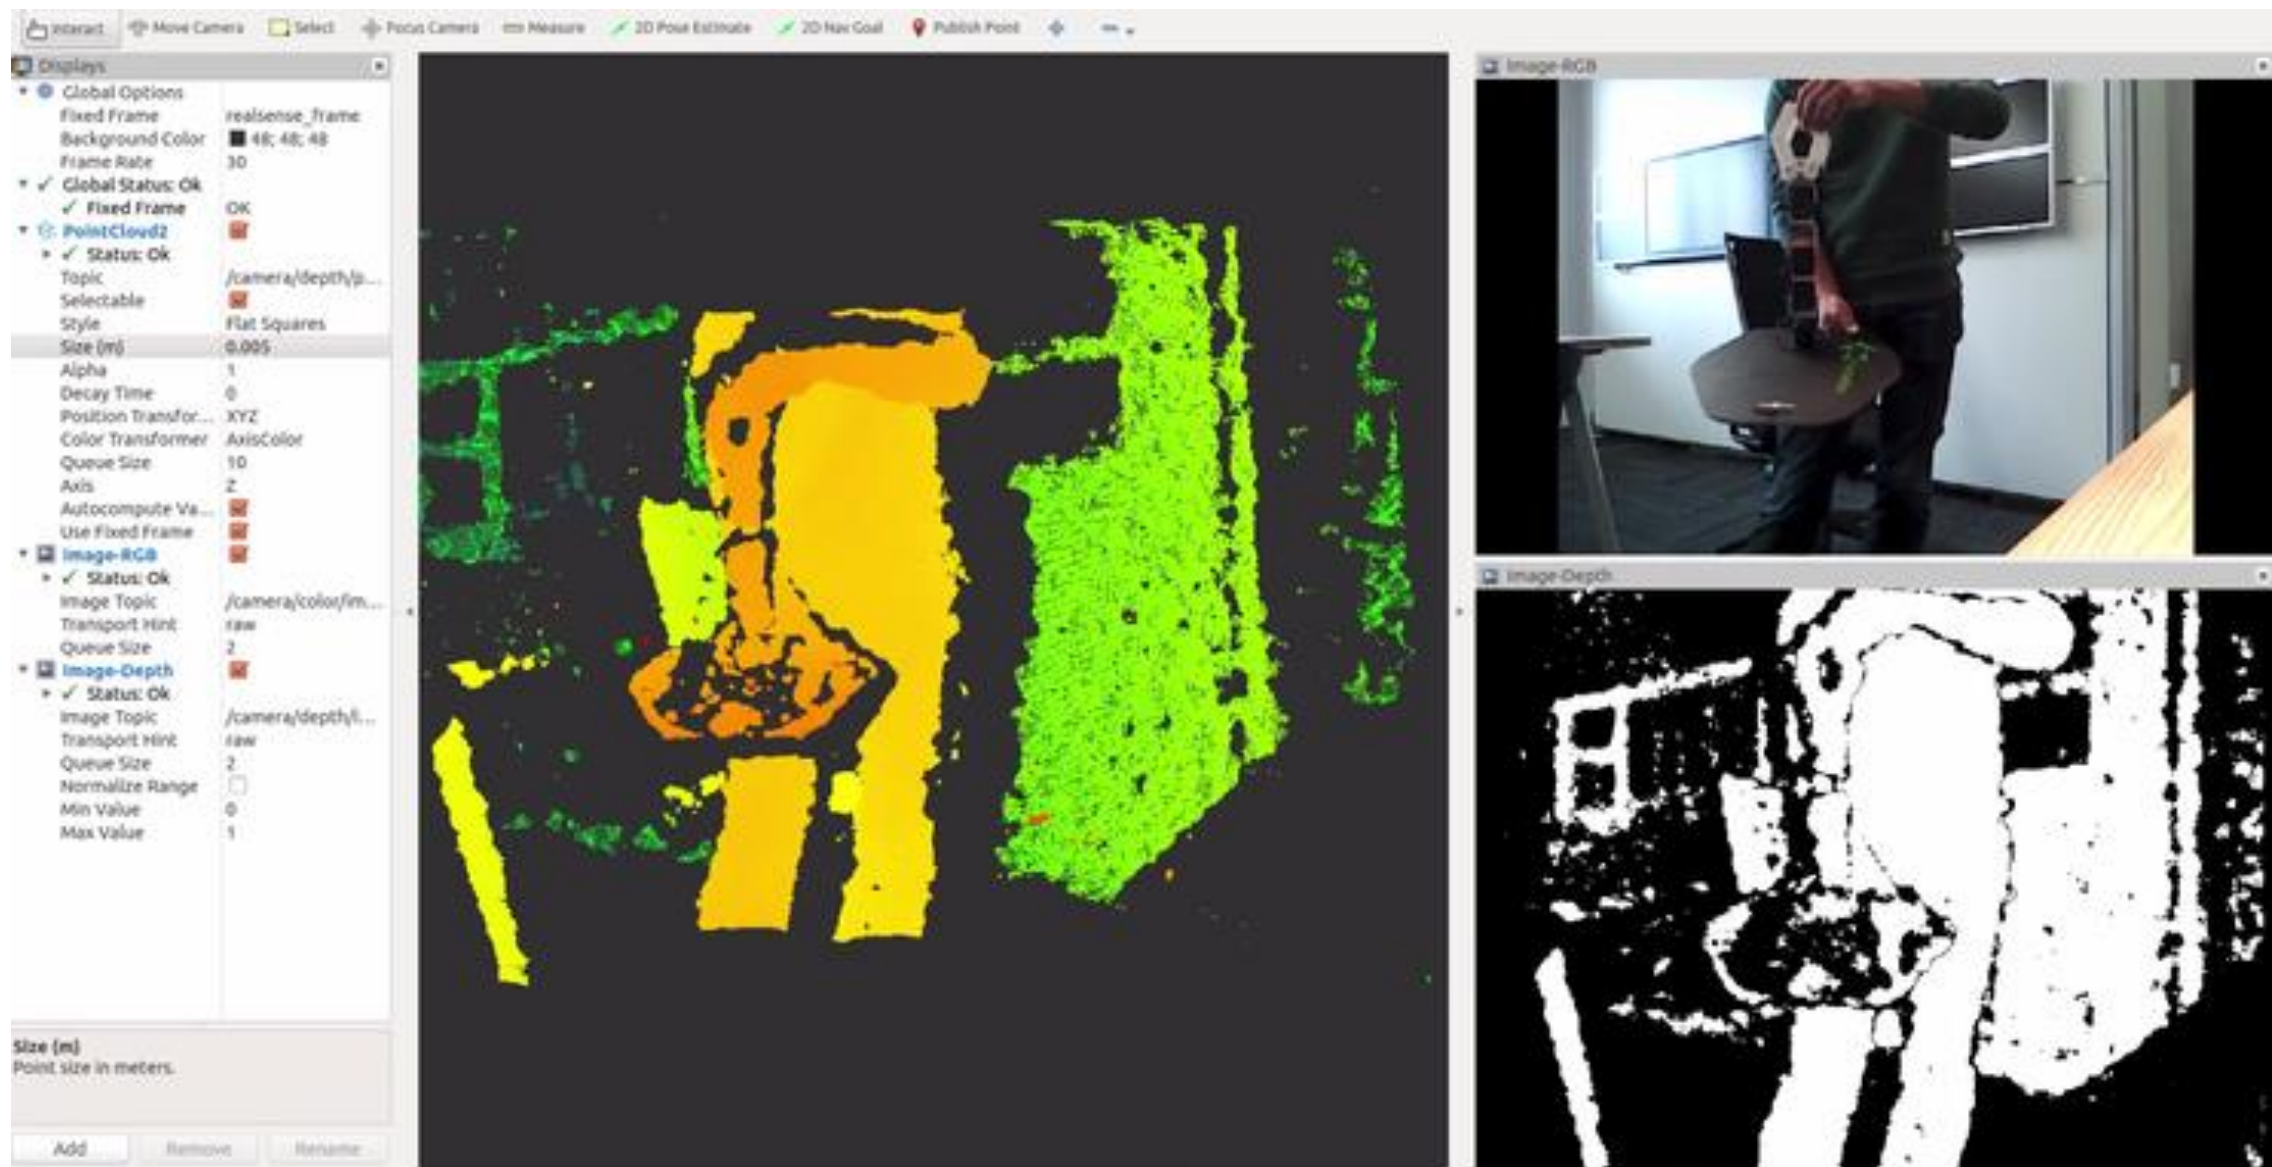 Interact Move Camera Select Focus Camera Measure 2D Pose Estimate 2D Nav Goal Publish Point
Displays
Global Options
Fixed Frame realsense_frame
Background Color 48; 48; 48
Frame Rate 30
Global Status: Ok
Fixed Frame OK
PointCloud2
Status: Ok
Topic /camera/depth/p...
Selectable
Style Flat Squares
Size (m) 0.005
Alpha 1
Decay Time 0
Position Transfor... XYZ
Color Transformer AxisColor
Queue Size 10
Axis Z
Autocompute Va...
Use Fixed Frame
Image-RGB
Status: Ok
Image Topic /camera/color/im...
Transport Hint raw
Queue Size 2
Image-Depth
Status: Ok
Image Topic /camera/depth/i...
Transport Hint raw
Queue Size 2
Normalize Range
Min Value 0
Max Value 1
Size (m)
Point size in meters.
Add Remove Rename
Image-RGB
Image-Depth